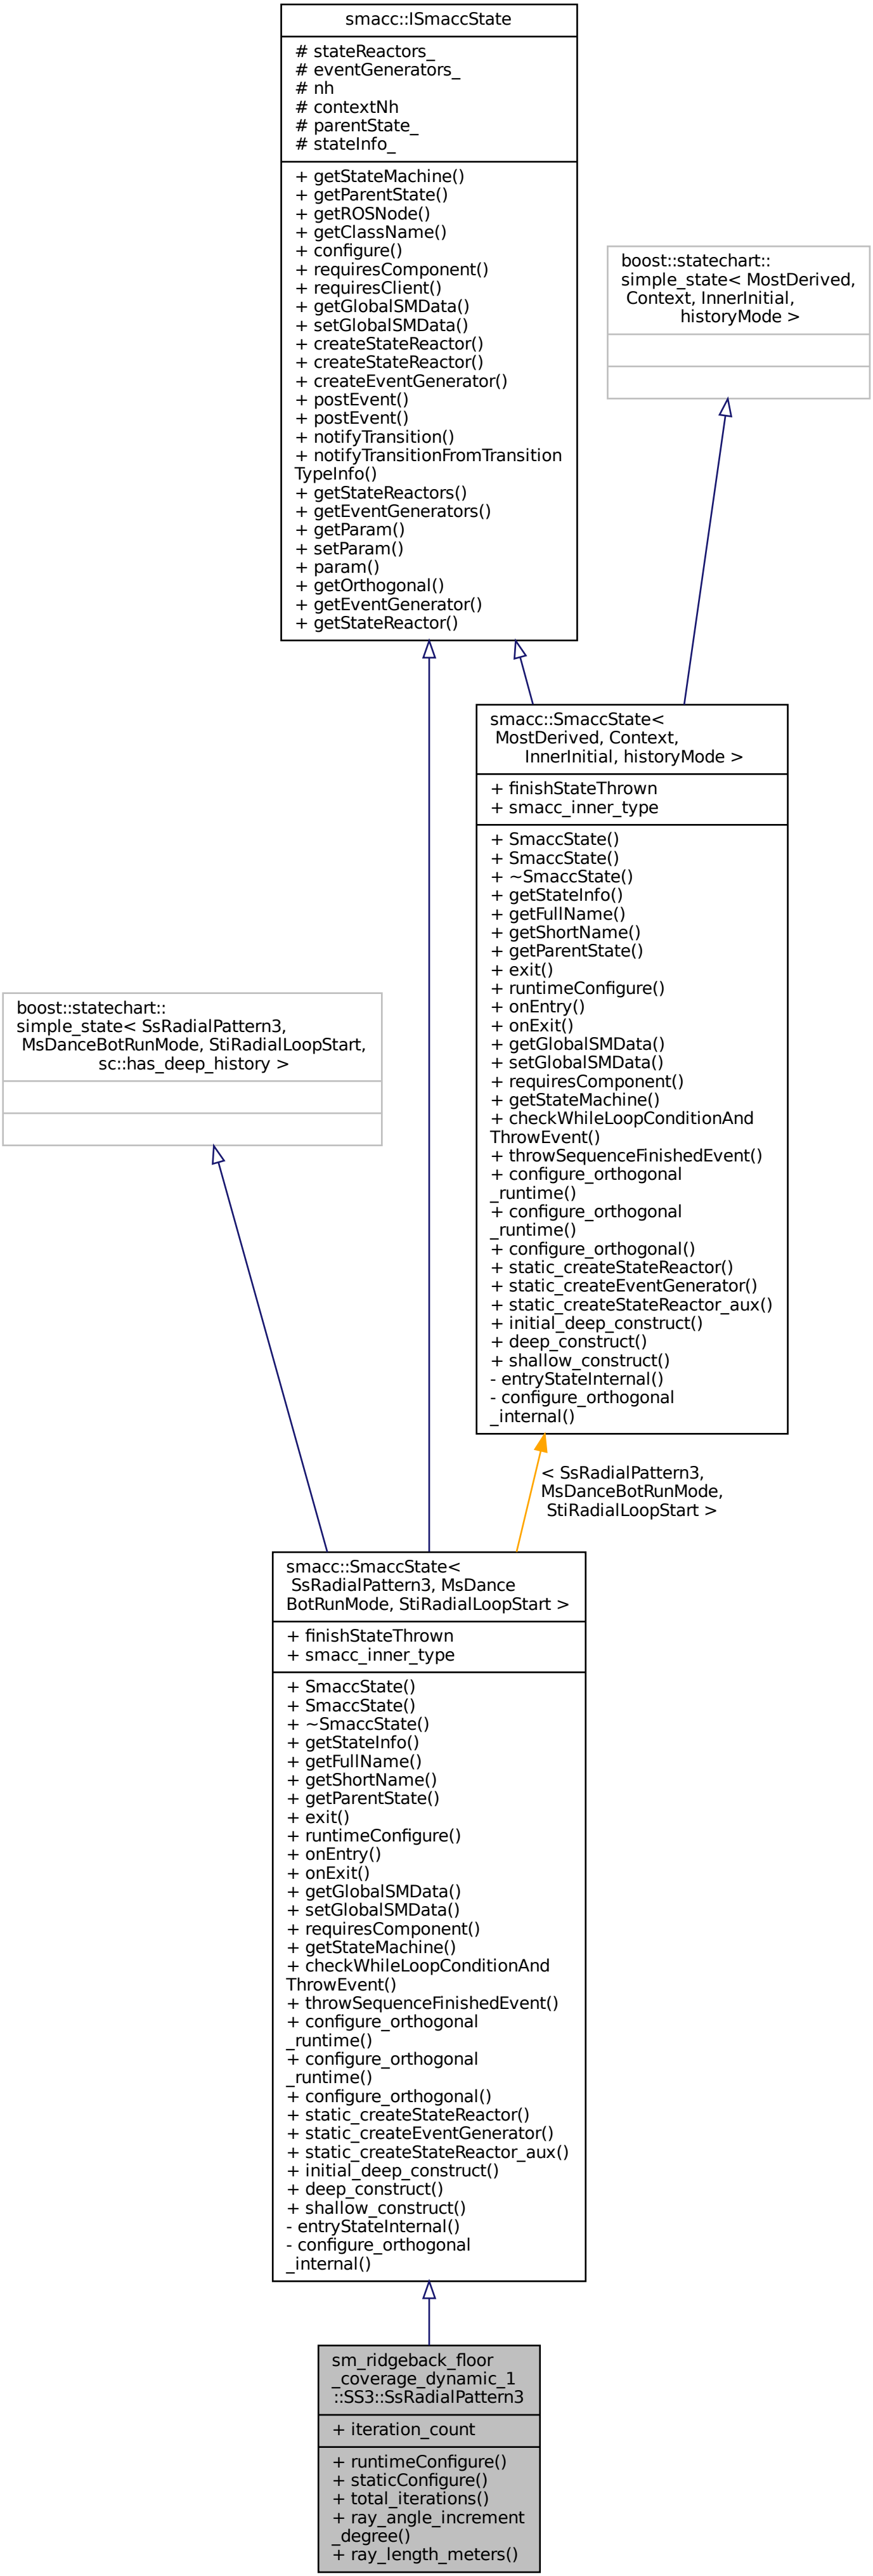 smacc::ISmaccState
# stateReactors_
# eventGenerators_
# nh
# contextNh
# parentState_
# stateInfo_
+ getStateMachine()
+ getParentState()
+ getROSNode()
+ getClassName()
+ configure()
+ requiresComponent()
+ requiresClient()
+ getGlobalSMData()
+ setGlobalSMData()
+ createStateReactor()
+ createStateReactor()
+ createEventGenerator()
+ postEvent()
+ postEvent()
+ notifyTransition()
+ notifyTransitionFromTransition
TypeInfo()
+ getStateReactors()
+ getEventGenerators()
+ getParam()
+ setParam()
+ param()
+ getOrthogonal()
+ getEventGenerator()
+ getStateReactor()
boost::statechart::
simple_state< MostDerived,
Context, InnerInitial,
historyMode >
smacc::SmaccState<
MostDerived, Context,
InnerInitial, historyMode >
+ finishStateThrown
+ smacc_inner_type
+ SmaccState()
+ SmaccState()
+ ~SmaccState()
+ getStateInfo()
+ getFullName()
+ getShortName()
+ getParentState()
+ exit()
+ runtimeConfigure()
+ onEntry()
+ onExit()
+ getGlobalSMData()
+ setGlobalSMData()
+ requiresComponent()
+ getStateMachine()
+ checkWhileLoopConditionAnd
ThrowEvent()
+ throwSequenceFinishedEvent()
+ configure_orthogonal
_runtime()
+ configure_orthogonal
_runtime()
+ configure_orthogonal()
+ static_createStateReactor()
+ static_createEventGenerator()
+ static_createStateReactor_aux()
+ initial_deep_construct()
+ deep_construct()
+ shallow_construct()
- entryStateInternal()
- configure_orthogonal
_internal()
boost::statechart::
simple_state< SsRadialPattern3,
MsDanceBotRunMode, StiRadialLoopStart,
sc::has_deep_history >
< SsRadialPattern3,
MsDanceBotRunMode,
StiRadialLoopStart >
smacc::SmaccState<
SsRadialPattern3, MsDance
BotRunMode, StiRadialLoopStart >
+ finishStateThrown
+ smacc_inner_type
+ SmaccState()
+ SmaccState()
+ ~SmaccState()
+ getStateInfo()
+ getFullName()
+ getShortName()
+ getParentState()
+ exit()
+ runtimeConfigure()
+ onEntry()
+ onExit()
+ getGlobalSMData()
+ setGlobalSMData()
+ requiresComponent()
+ getStateMachine()
+ checkWhileLoopConditionAnd
ThrowEvent()
+ throwSequenceFinishedEvent()
+ configure_orthogonal
_runtime()
+ configure_orthogonal
_runtime()
+ configure_orthogonal()
+ static_createStateReactor()
+ static_createEventGenerator()
+ static_createStateReactor_aux()
+ initial_deep_construct()
+ deep_construct()
+ shallow_construct()
- entryStateInternal()
- configure_orthogonal
_internal()
sm_ridgeback_floor
_coverage_dynamic_1
::SS3::SsRadialPattern3
+ iteration_count
+ runtimeConfigure()
+ staticConfigure()
+ total_iterations()
+ ray_angle_increment
_degree()
+ ray_length_meters()